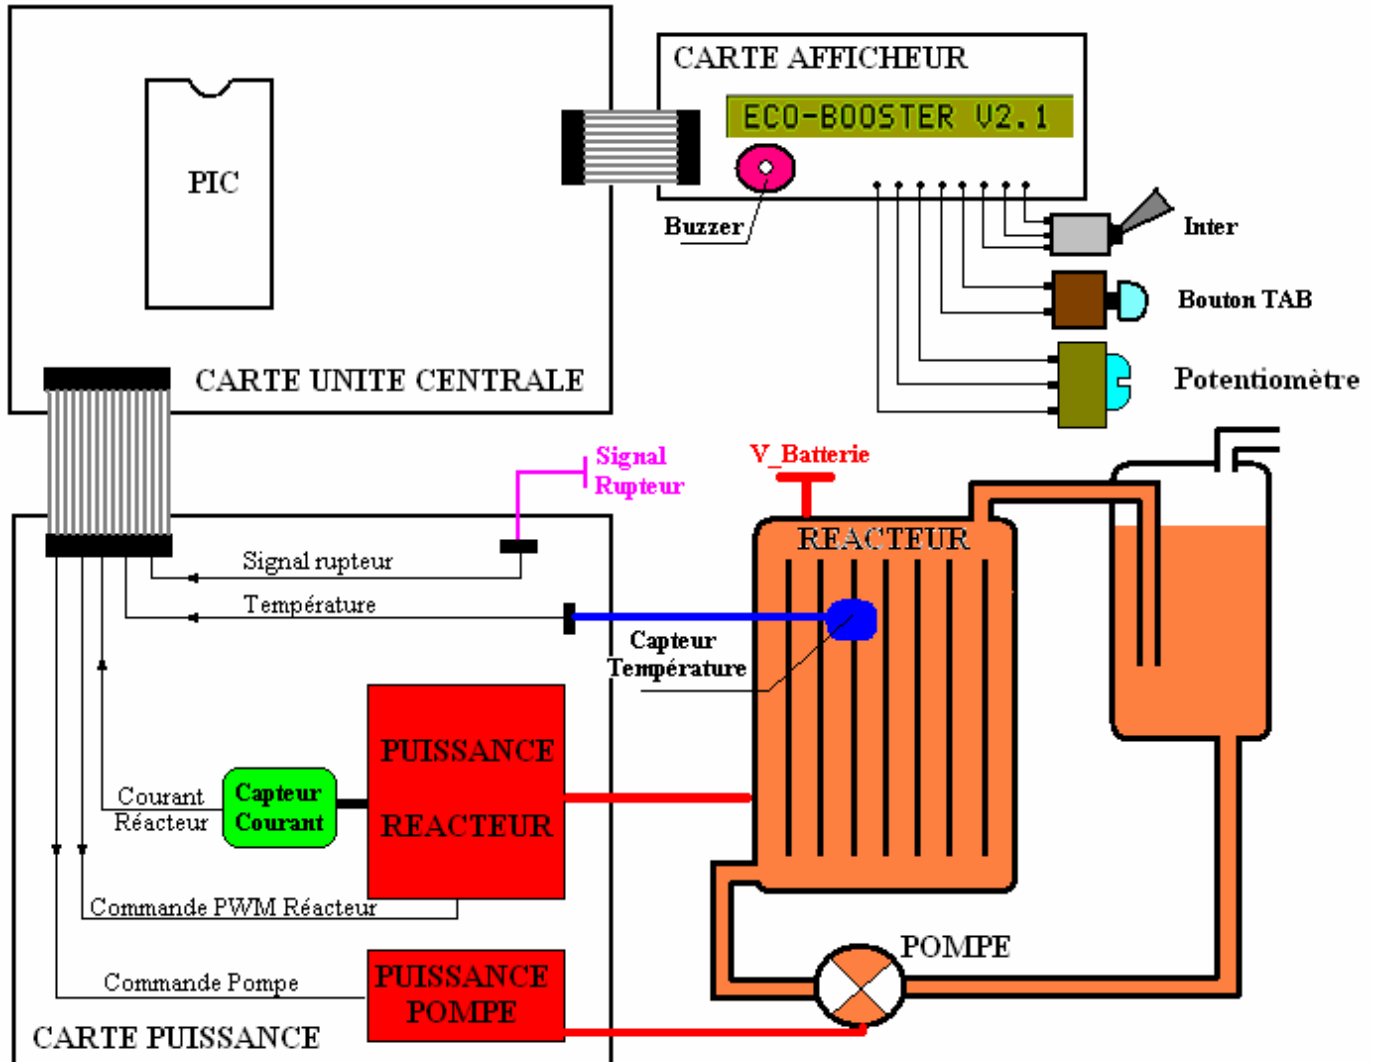 CARTE AFFICHEUR
ECO-BOOSTER V2.1
PIC
Buzzer
Inter
Bouton TAB
CARTE UNITE CENTRALE
Potentiomètre
Signal
Rupteur
V_Batterie
REACTEUR
Signal rupteur
Température
Capteur
Température
PUISSANCE
REACTEUR
Capteur
Courant
Courant
Réacteur
Commande PWM Réacteur
POMPE
Commande Pompe
PUISSANCE
POMPE
CARTE PUISSANCE